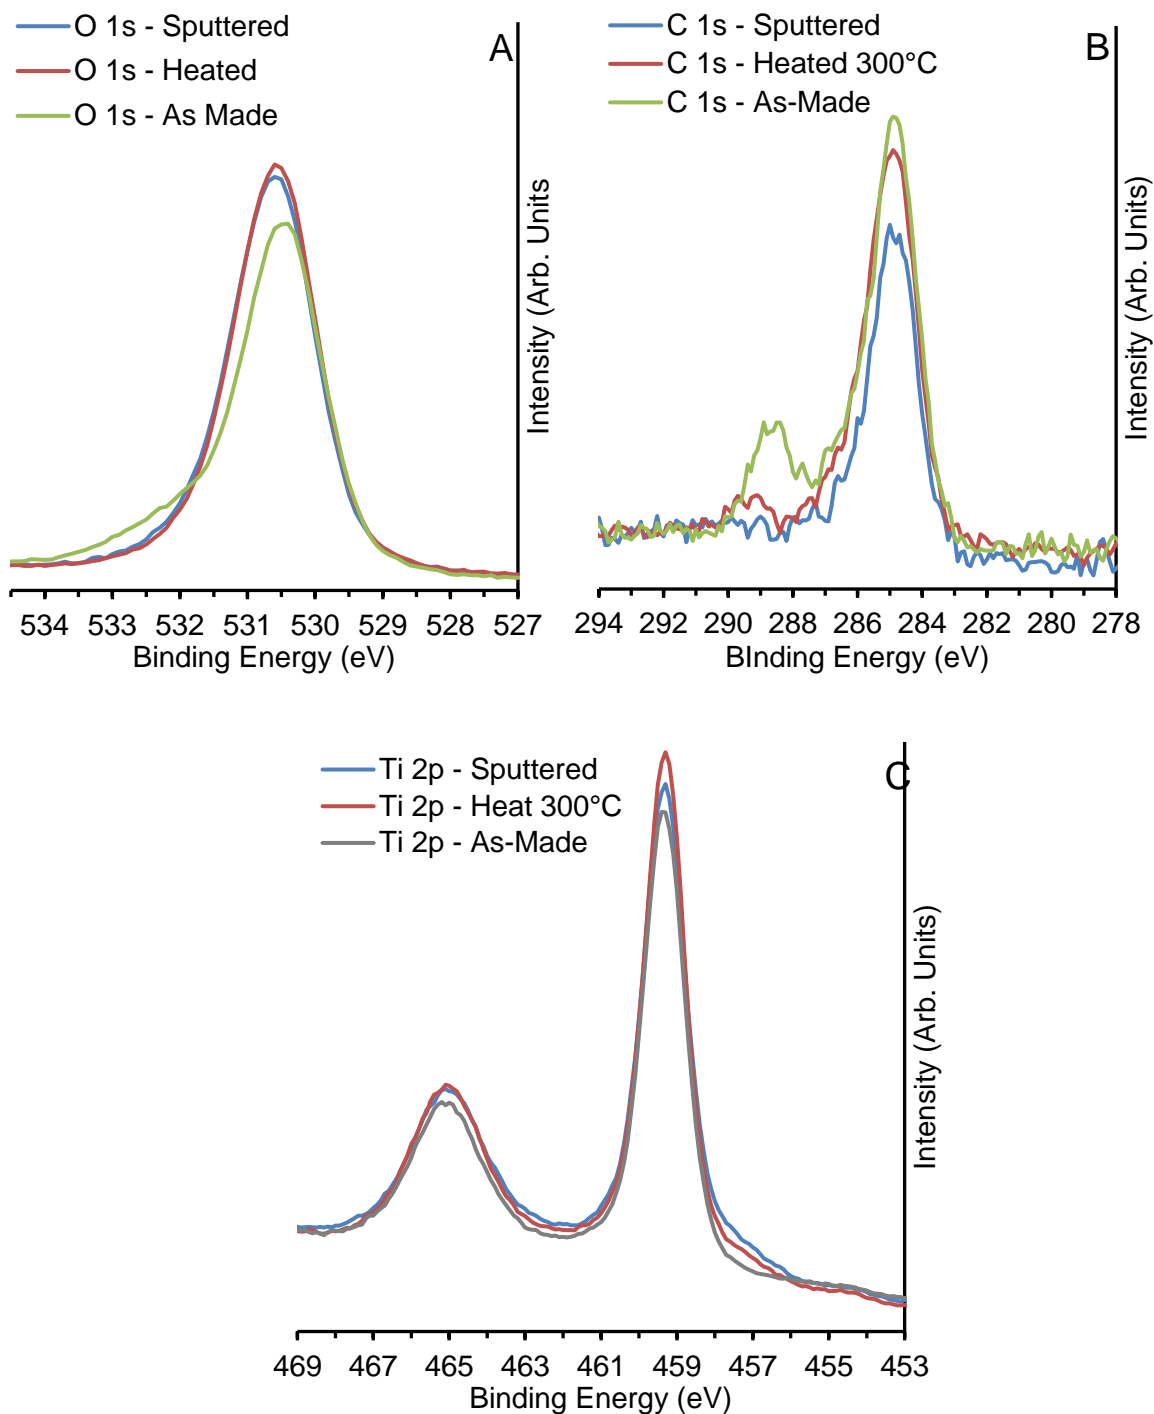 O 1s - Sputtered
O 1s - Heated
O 1s - As Made
A
Intensity (Arb. Units
534 533 532 531 530 529 528 527
Binding Energy (eV)
C 1s - Sputtered
C 1s - Heated 300°C
C 1s - As-Made
B
Intensity (Arb. Units)
294 292 290 288 286 284 282 280 278
BInding Energy (eV)
Ti 2p - Sputtered
Ti 2p - Heat 300°C
Ti 2p - As-Made
C
Intensity (Arb. Units)
469 467 465 463 461 459 457 455 453
Binding Energy (eV)